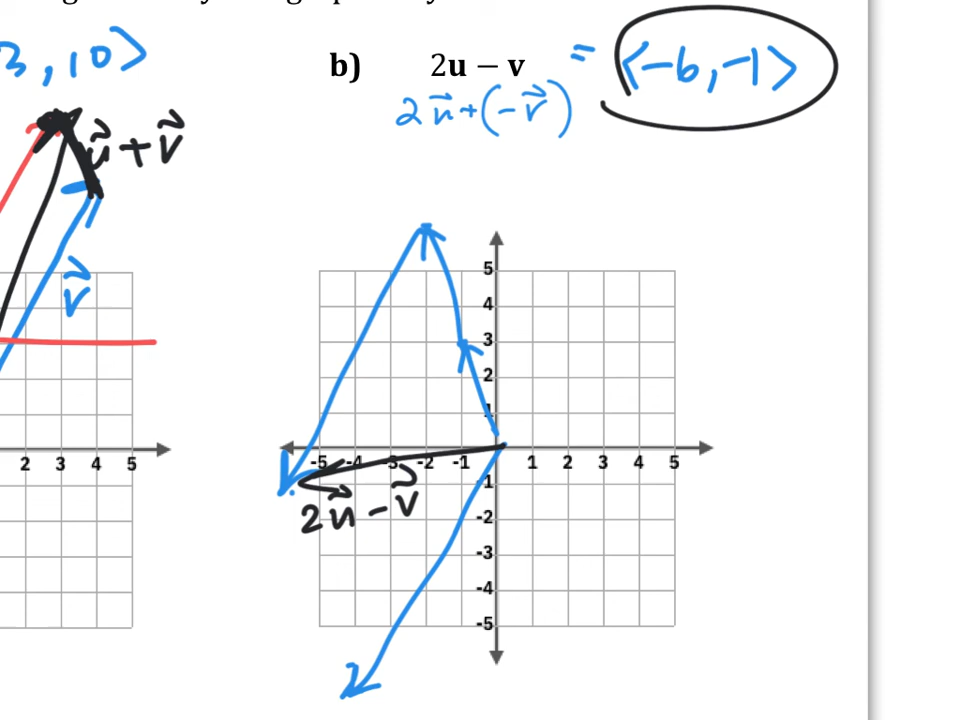 3, 10⟩
b) 2u − v = ⟨-6, -1⟩
2u⃗ + (-v⃗)
u⃗ + v⃗
v⃗
5
4
3
2
1
2 3 4 5
-5 -4 -3 -2 -1 1 2 3 4 5
-1
2u⃗ - v⃗
-2
-3
-4
-5